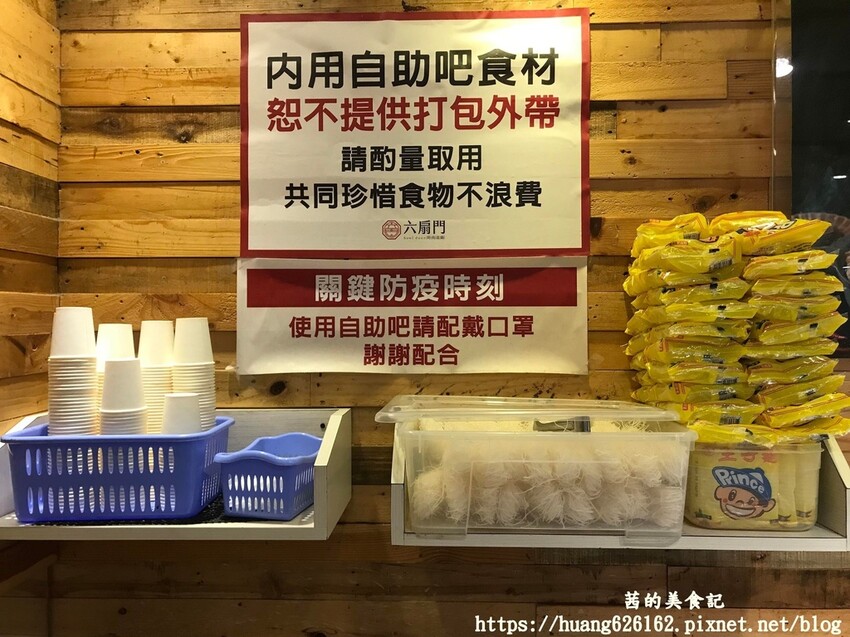 內用自助吧食材
恕不提供打包外帶
請酌量取用
共同珍惜食物不浪費
六扇門
關鍵防疫時刻
使用自助吧請配戴口罩
謝謝配合
Prince
茜的美食記
https://huang626162.pixnet.net/blog